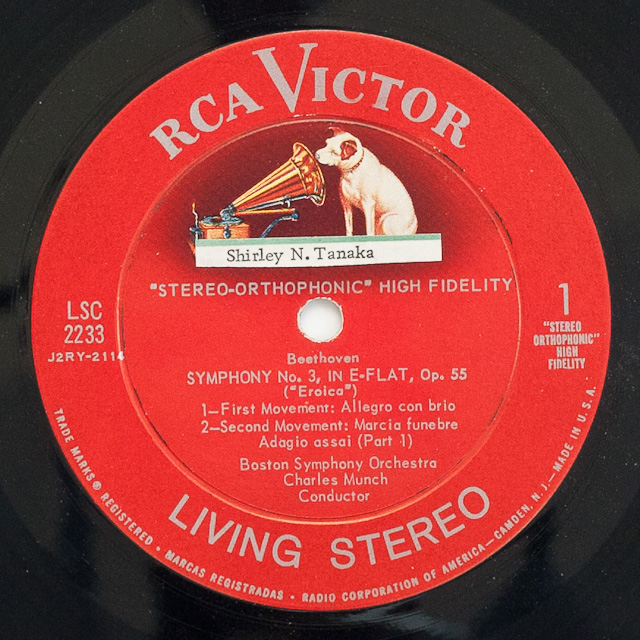 RCA VICTOR
Shirley N. Tanaka
"STEREO-ORTHOPHONIC" HIGH FIDELITY
LSC
2233
J2RY-2114
1
"STEREO
ORTHOPHONIC"
HIGH
FIDELITY
Beethoven
SYMPHONY No. 3, IN E-FLAT, Op. 55
("Eroica")
1—First Movement: Allegro con brio
2—Second Movement: Marcia funebre
Adagio assai (Part 1)
Boston Symphony Orchestra
Charles Munch
Conductor
LIVING STEREO
TRADE MARKS ® REGISTERED • MARCAS REGISTRADAS • RADIO CORPORATION OF AMERICA—CAMDEN, N. J.—MADE IN U.S.A.